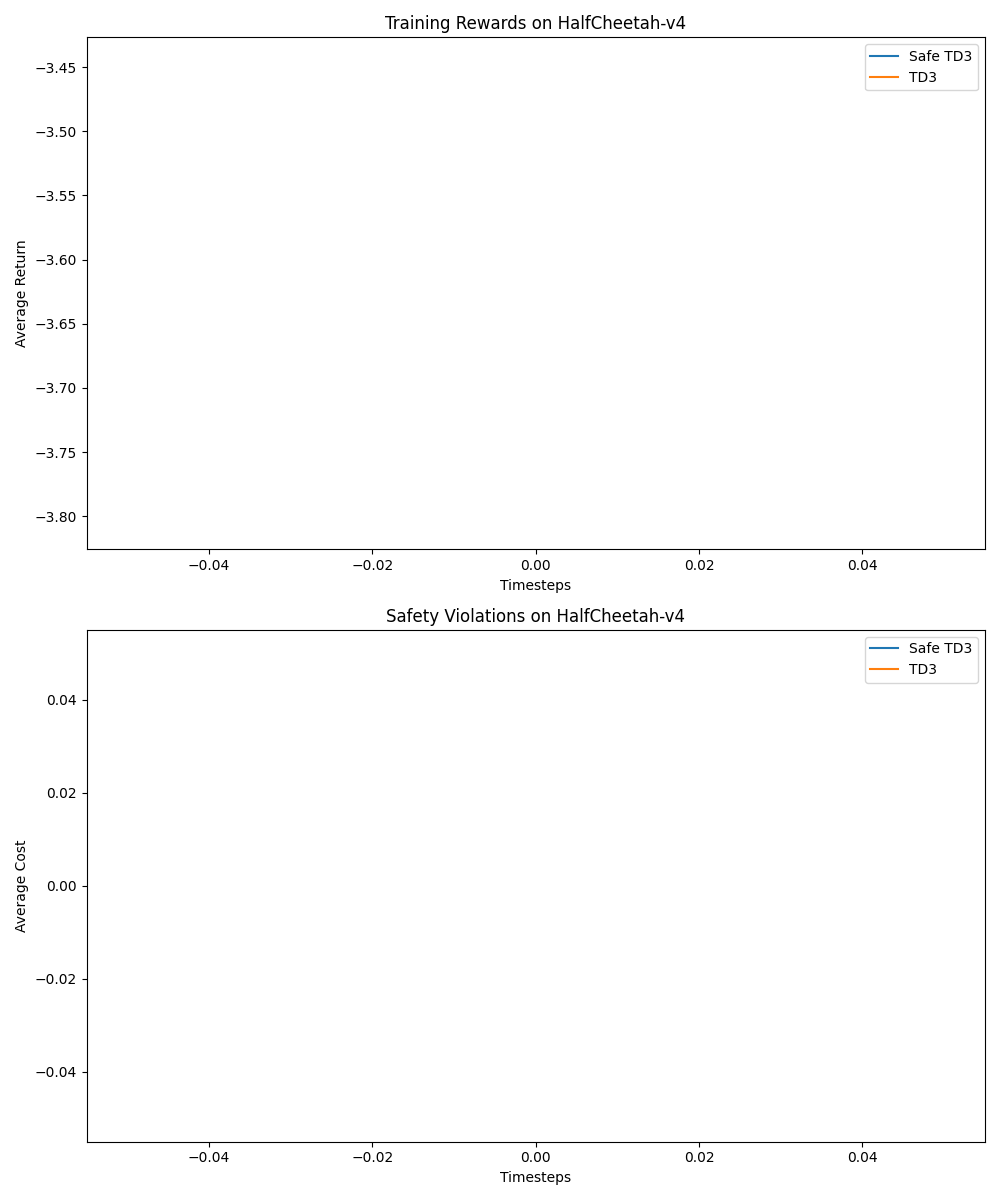 Training Rewards on HalfCheetah-v4
Safe TD3
TD3
Average Return
−3.45
−3.50
−3.55
−3.60
−3.65
−3.70
−3.75
−3.80
−0.04 −0.02 0.00 0.02 0.04
Timesteps
Safety Violations on HalfCheetah-v4
Safe TD3
TD3
Average Cost
0.04
0.02
0.00
−0.02
−0.04
−0.04 −0.02 0.00 0.02 0.04
Timesteps